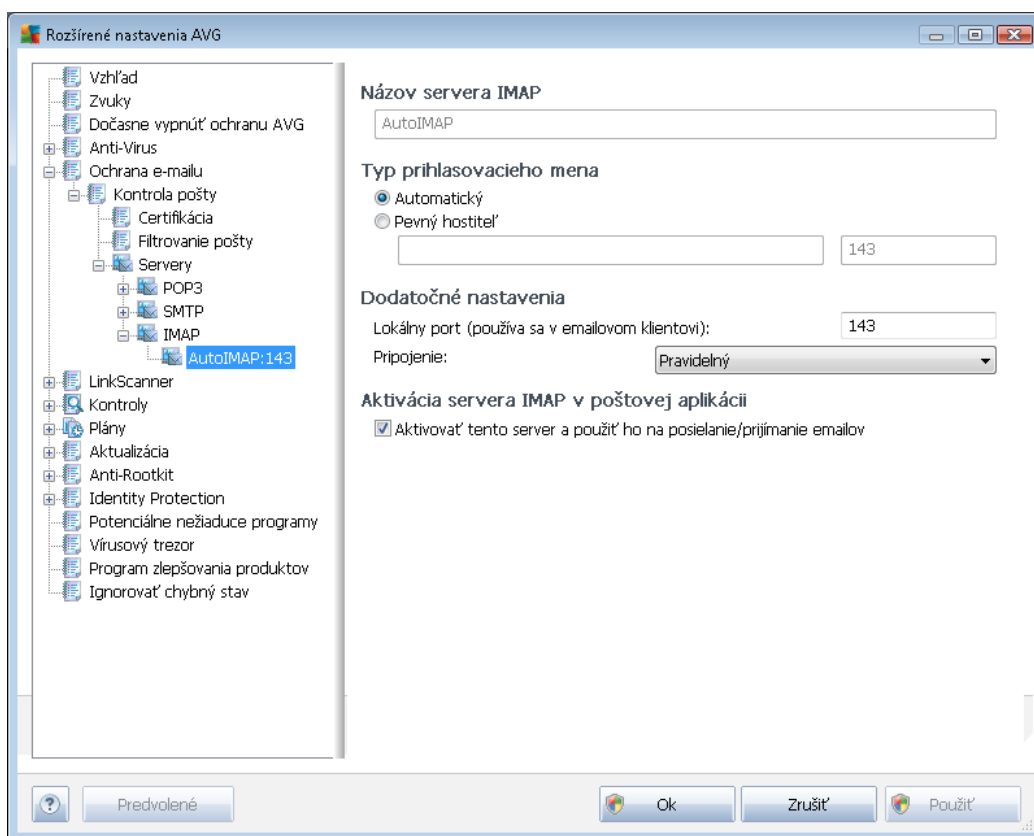 Rozšírené nastavenia AVG
Vzhľad
Zvuky
Dočasne vypnúť ochranu AVG
Anti-Virus
Ochrana e-mailu
Kontrola pošty
Certifikácia
Filtrovanie pošty
Servery
POP3
SMTP
IMAP
AutoIMAP:143
LinkScanner
Kontroly
Plány
Aktualizácia
Anti-Rootkit
Identity Protection
Potenciálne nežiaduce programy
Vírusový trezor
Program zlepšovania produktov
Ignorovať chybný stav
Názov servera IMAP
AutoIMAP
Typ prihlasovacieho mena
Automatický
Pevný hostiteľ
143
Dodatočné nastavenia
Lokálny port (používa sa v emailovom klientovi): 143
Pripojenie: Pravidelný
Aktivácia servera IMAP v poštovej aplikácii
Aktivovať tento server a použiť ho na posielanie/prijímanie emailov
? Predvolené Ok Zrušiť Použiť